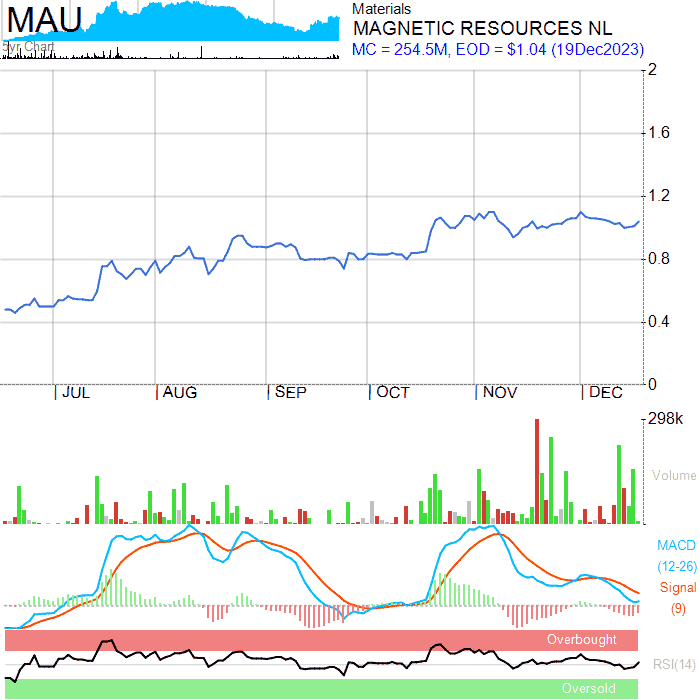 MAU
5yr Chart
Materials
MAGNETIC RESOURCES NL
MC = 254.5M, EOD = $1.04 (19Dec2023)
2
1.6
1.2
0.8
0.4
0
JUL AUG SEP OCT NOV DEC
298k
Volume
MACD
(12-26)
Signal
(9)
Overbought
RSI(14)
Oversold